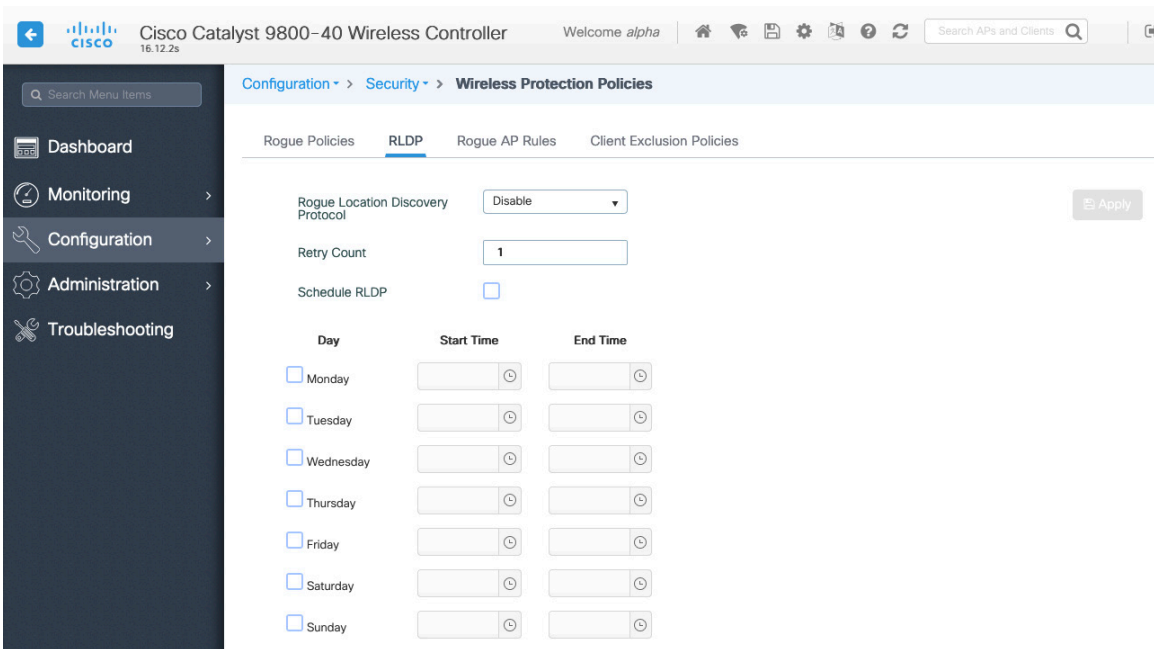 CISCO
Cisco Catalyst 9800-40 Wireless Controller
16.12.2s
Welcome alpha
Search APs and Clients
Search Menu Items
Dashboard
Monitoring
Configuration
Administration
Troubleshooting
Configuration > Security > Wireless Protection Policies
Rogue Policies RLDP Rogue AP Rules Client Exclusion Policies
Rogue Location Discovery
Protocol
Disable
Apply
Retry Count 1
Schedule RLDP
Day Start Time End Time
Monday
Tuesday
Wednesday
Thursday
Friday
Saturday
Sunday